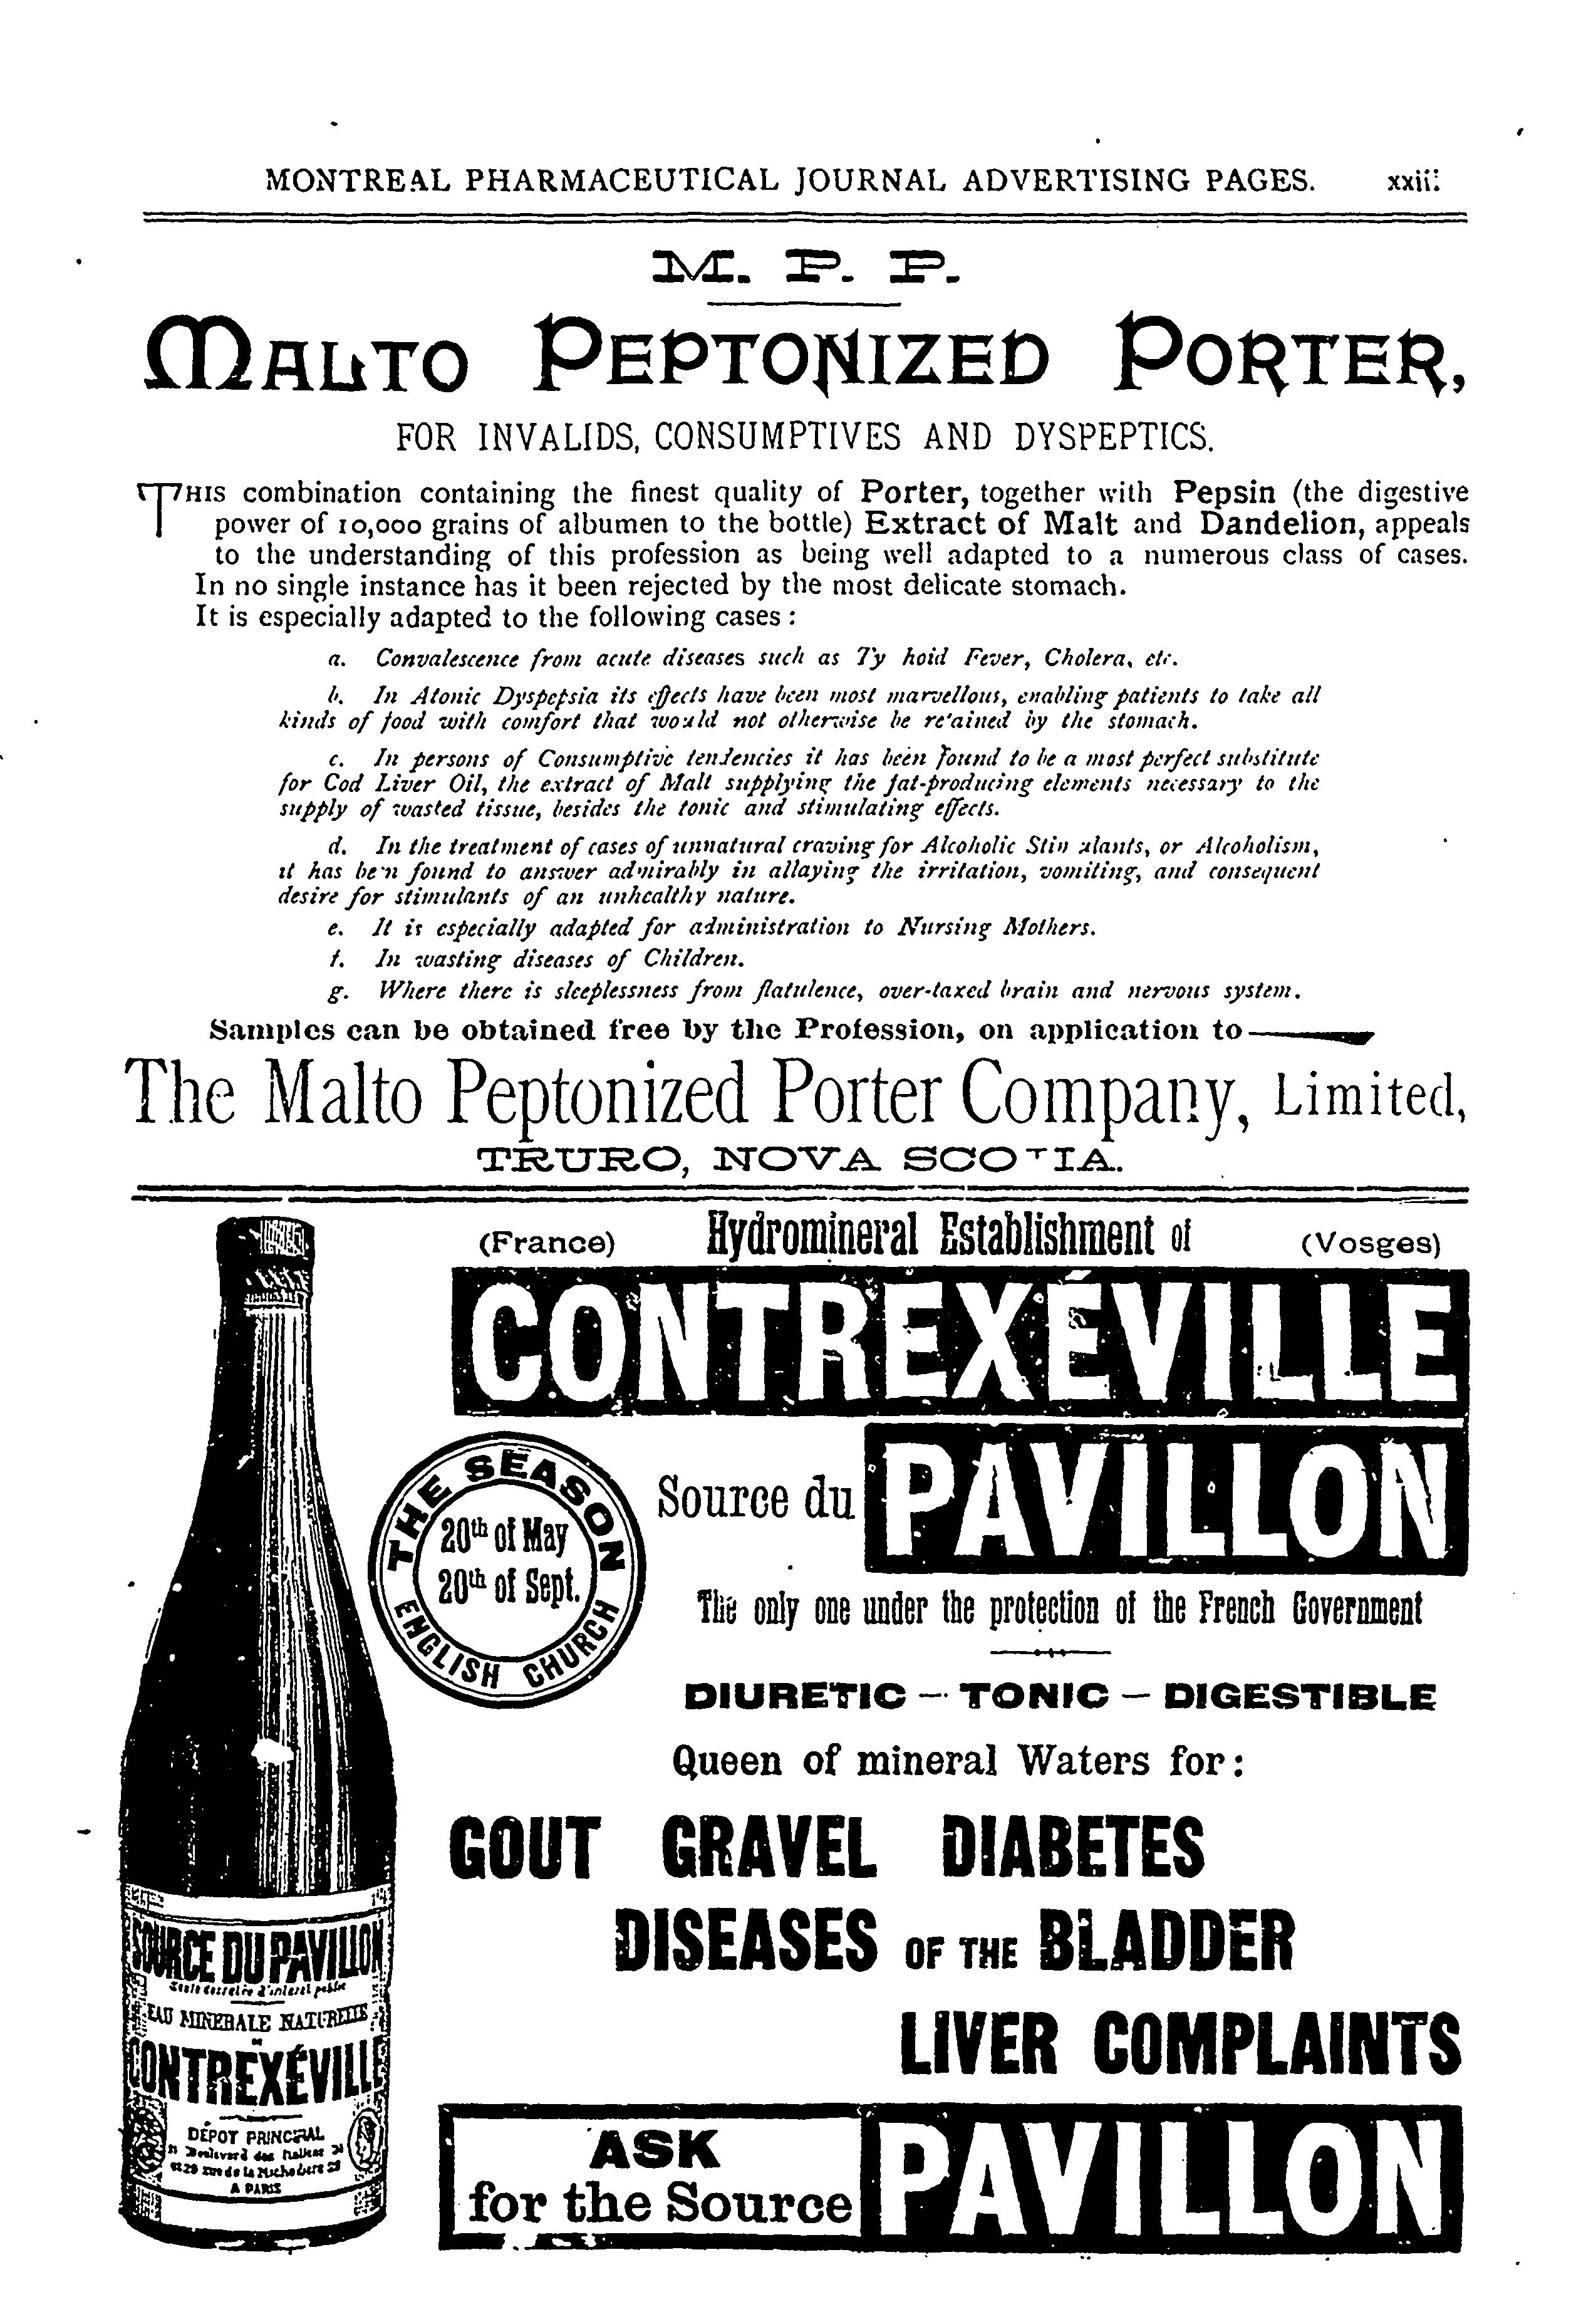 MONTREAL PHARMACEUTICAL JOURNAL ADVERTISING PAGES. xxiii
M. P. P.
MALTO PEPTONIZED PORTER,
FOR INVALIDS, CONSUMPTIVES AND DYSPEPTICS.
THIS combination containing the finest quality of Porter, together with Pepsin (the digestive
power of 10,000 grains of albumen to the bottle) Extract of Malt and Dandelion, appeals
to the understanding of this profession as being well adapted to a numerous class of cases.
In no single instance has it been rejected by the most delicate stomach.
It is especially adapted to the following cases :
a. Convalescence from acute diseases such as Ty hoid Fever, Cholera, etc.
b. In Atonic Dyspepsia its effects have been most marvellous, enabling patients to take all
kinds of food with comfort that would not otherwise be retained by the stomach.
c. In persons of Consumptive tendencies it has been found to be a most perfect substitute
for Cod Liver Oil, the extract of Malt supplying the fat-producing elements necessary to the
supply of wasted tissue, besides the tonic and stimulating effects.
d. In the treatment of cases of unnatural craving for Alcoholic Stimulants, or Alcoholism,
it has been found to answer admirably in allaying the irritation, vomiting, and consequent
desire for stimulants of an unhealthy nature.
e. It is especially adapted for administration to Nursing Mothers.
f. In wasting diseases of Children.
g. Where there is sleeplessness from flatulence, over-taxed brain and nervous system.
Samples can be obtained free by the Profession, on application to
The Malto Peptonized Porter Company, Limited,
TRURO, NOVA SCOTIA.
(France) Hydromineral Establishment of (Vosges)
CONTREXÉVILLE
Source du PAVILLON
THE SEASON
20th of May
20th of Sept.
ENGLISH CHURCH
The only one under the protection of the French Government
DIURETIC — TONIC — DIGESTIBLE
Queen of mineral Waters for :
GOUT GRAVEL DIABETES
DISEASES OF THE BLADDER
LIVER COMPLAINTS
ASK
for the Source PAVILLON
SOURCE DU PAVILLON
d'intérêt public
EAU MINERALE NATURELLE
DE
CONTREXÉVILLE
DÉPOT PRINCIPAL
31 Boulevard des Italiens 31
rue de la Michodière
A PARIS